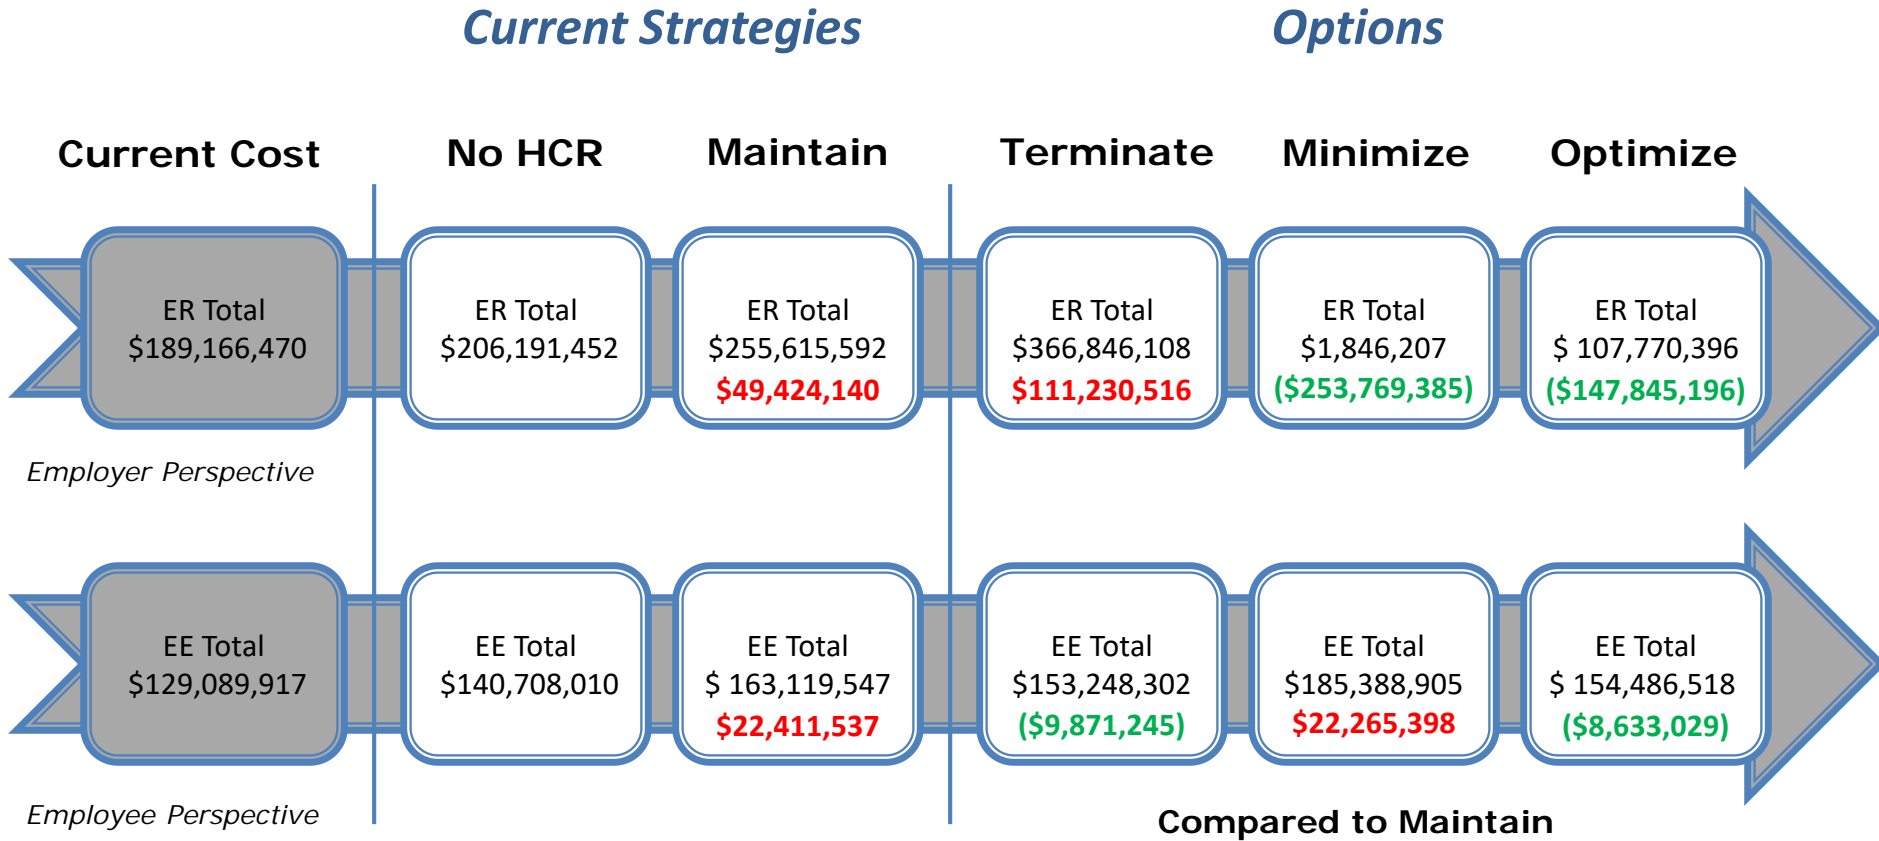 Current Strategies
Options
Current Cost
No HCR
Maintain
Terminate
Minimize
Optimize
ER Total
$189,166,470
ER Total
$206,191,452
ER Total
$255,615,592
$49,424,140
ER Total
$366,846,108
$111,230,516
ER Total
$1,846,207
($253,769,385)
ER Total
$ 107,770,396
($147,845,196)
Employer Perspective
EE Total
$129,089,917
EE Total
$140,708,010
EE Total
$ 163,119,547
$22,411,537
EE Total
$153,248,302
($9,871,245)
EE Total
$185,388,905
$22,265,398
EE Total
$ 154,486,518
($8,633,029)
Employee Perspective
Compared to Maintain